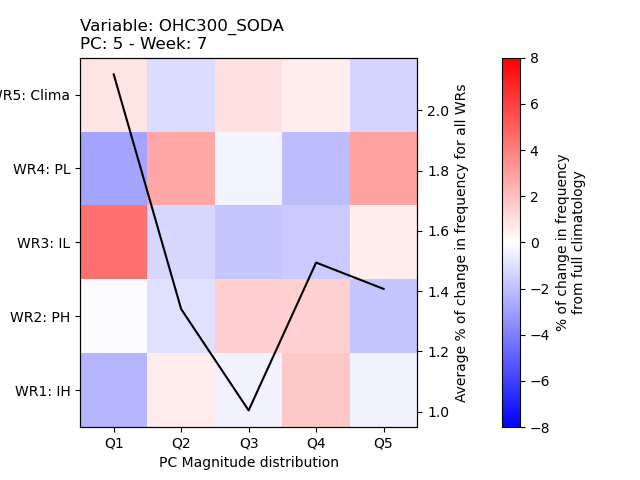 Variable: OHC300_SODA
PC: 5 - Week: 7
WR5: Clima
WR4: PL
WR3: IL
WR2: PH
WR1: IH
Q1 Q2 Q3 Q4 Q5
PC Magnitude distribution
2.0
1.8
1.6
1.4
1.2
1.0
Average % of change in frequency for all WRs
8
6
4
2
0
−2
−4
−6
−8
% of change in frequency
from full climatology